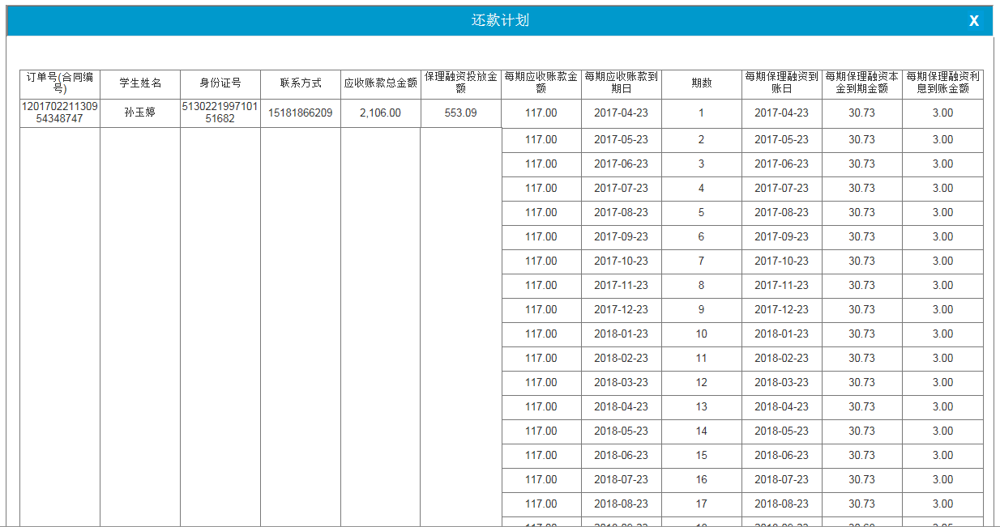 还款计划 X
订单号(合同编号) 学生姓名 身份证号 联系方式 应收账款总金额 保理融资投放金额 每期应收账款金额 每期应收账款到期日 期数 每期保理融资到账日 每期保理融资本金到期金额 每期保理融资利息到账金额
120170221130954348747 孙玉婷 513022199710151682 15181866209 2,106.00 553.09 117.00 2017-04-23 1 2017-04-23 30.73 3.00
117.00 2017-05-23 2 2017-05-23 30.73 3.00
117.00 2017-06-23 3 2017-06-23 30.73 3.00
117.00 2017-07-23 4 2017-07-23 30.73 3.00
117.00 2017-08-23 5 2017-08-23 30.73 3.00
117.00 2017-09-23 6 2017-09-23 30.73 3.00
117.00 2017-10-23 7 2017-10-23 30.73 3.00
117.00 2017-11-23 8 2017-11-23 30.73 3.00
117.00 2017-12-23 9 2017-12-23 30.73 3.00
117.00 2018-01-23 10 2018-01-23 30.73 3.00
117.00 2018-02-23 11 2018-02-23 30.73 3.00
117.00 2018-03-23 12 2018-03-23 30.73 3.00
117.00 2018-04-23 13 2018-04-23 30.73 3.00
117.00 2018-05-23 14 2018-05-23 30.73 3.00
117.00 2018-06-23 15 2018-06-23 30.73 3.00
117.00 2018-07-23 16 2018-07-23 30.73 3.00
117.00 2018-08-23 17 2018-08-23 30.73 3.00